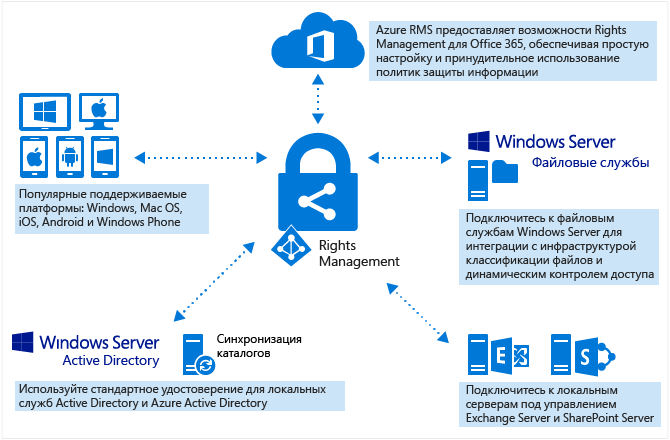 Azure RMS предоставляет возможности Rights
Management для Office 365, обеспечивая простую
настройку и принудительное использование
политик защиты информации
Популярные поддерживаемые
платформы: Windows, Mac OS,
iOS, Android и Windows Phone
Windows Server
Файловые службы
Подключитесь к файловым
службам Windows Server для
интеграции с инфраструктурой
классификации файлов и
динамическим контролем доступа
Rights
Management
Windows Server
Active Directory
Синхронизация
каталогов
Используйте стандартное удостоверение для локальных
служб Active Directory и Azure Active Directory
E
S
Подключитесь к локальным
серверам под управлением
Exchange Server и SharePoint Server